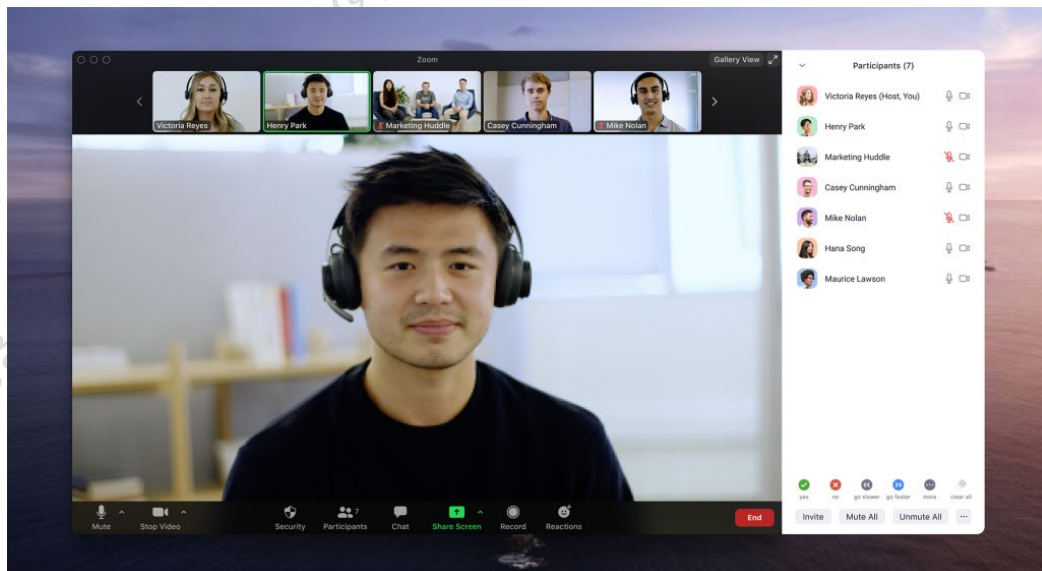 Zoom
Gallery View
Victoria Reyes
Henry Park
Marketing Huddle
Casey Cunningham
Mike Nolan
Participants (7)
Victoria Reyes (Host, You)
Henry Park
Marketing Huddle
Casey Cunningham
Mike Nolan
Hana Song
Maurice Lawson
yes no go slower go faster more clear all
Invite Mute All Unmute All ...
Mute
Stop Video
Security
7
Participants
Chat
Share Screen
Record
Reactions
End